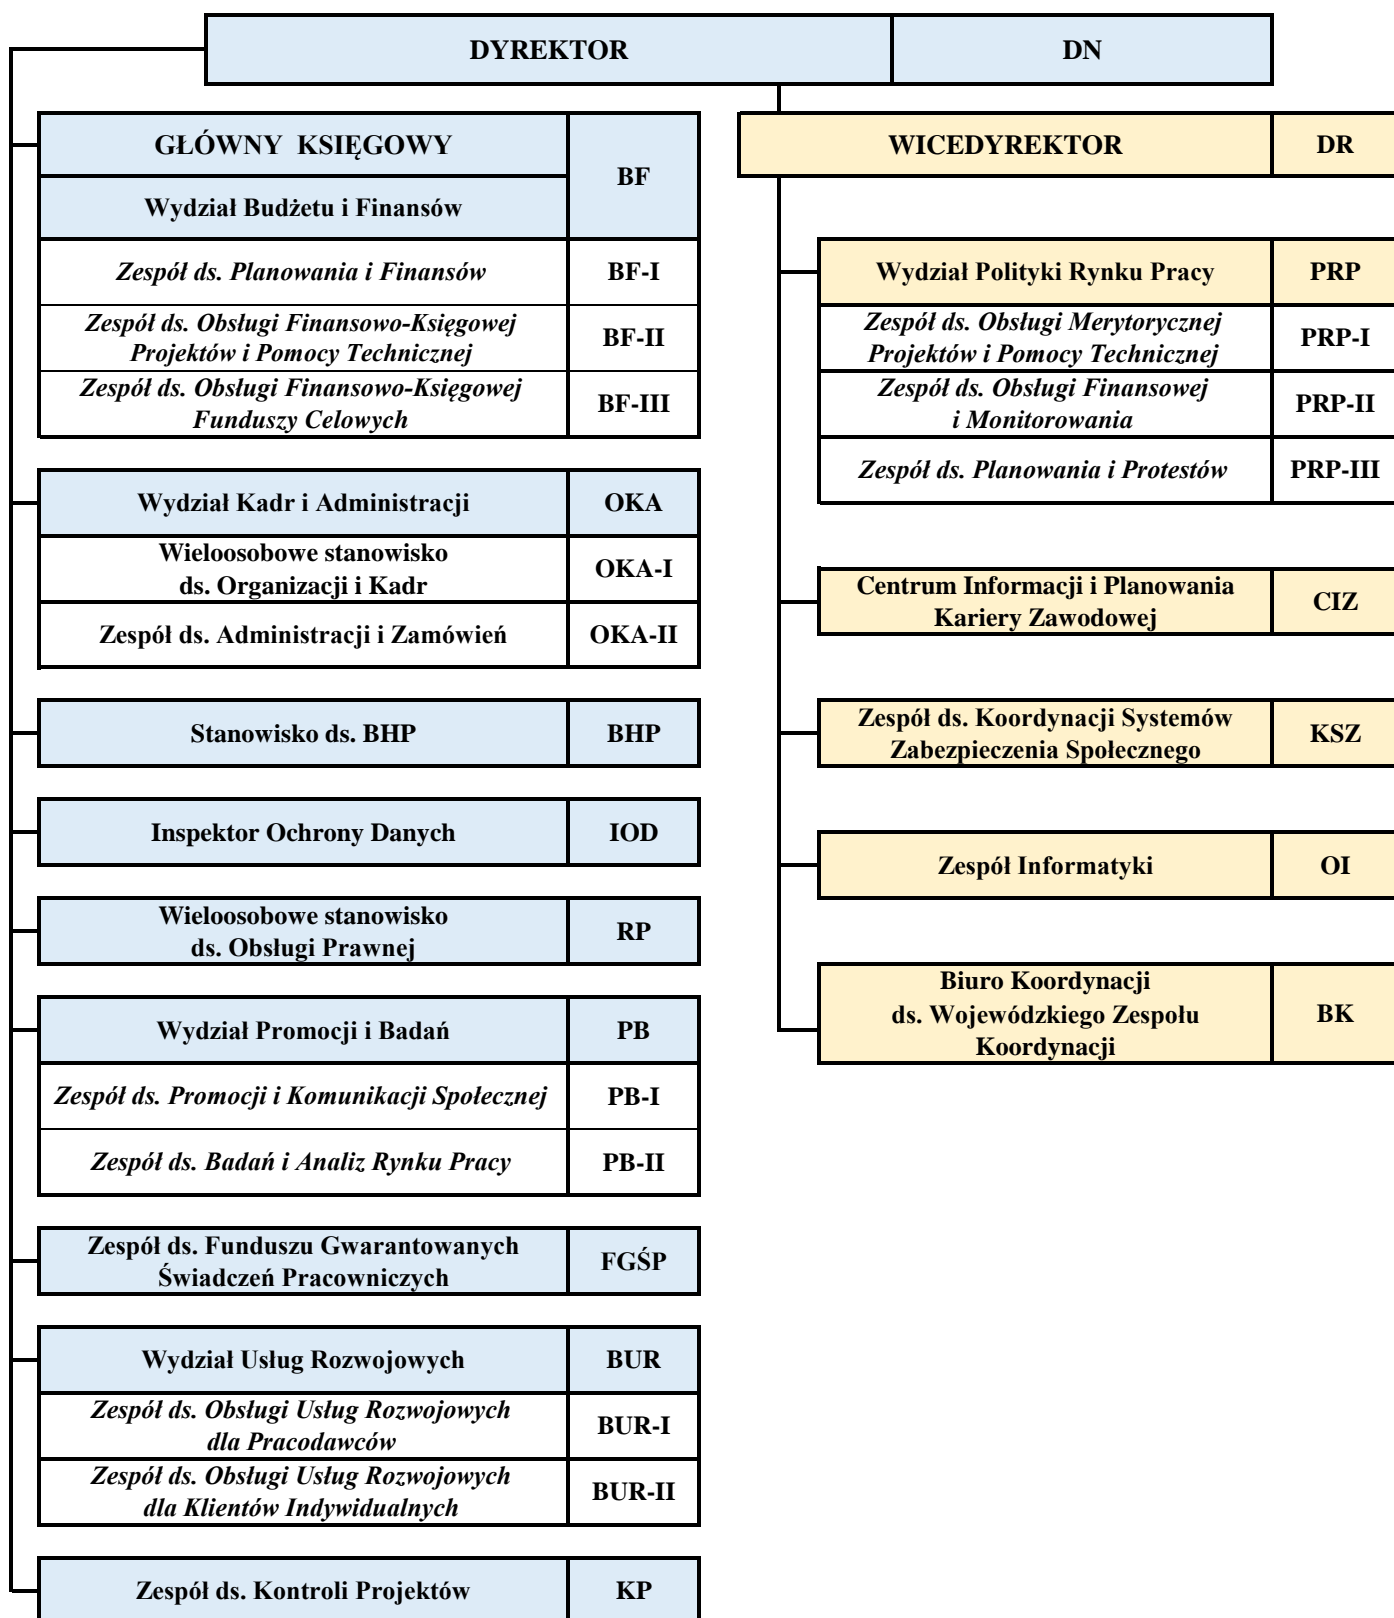 DYREKTOR DN
GŁÓWNY KSIĘGOWY
BF
Wydział Budżetu i Finansów
Zespół ds. Planowania i Finansów BF-I
Zespół ds. Obsługi Finansowo-Księgowej
Projektów i Pomocy Technicznej
BF-II
Zespół ds. Obsługi Finansowo-Księgowej
Funduszy Celowych
BF-III
Wydział Kadr i Administracji OKA
Wieloosobowe stanowisko
ds. Organizacji i Kadr
OKA-I
Zespół ds. Administracji i Zamówień OKA-II
Stanowisko ds. BHP BHP
Inspektor Ochrony Danych IOD
Wieloosobowe stanowisko
ds. Obsługi Prawnej
RP
Wydział Promocji i Badań PB
Zespół ds. Promocji i Komunikacji Społecznej PB-I
Zespół ds. Badań i Analiz Rynku Pracy PB-II
Zespół ds. Funduszu Gwarantowanych
Świadczeń Pracowniczych
FGŚP
Wydział Usług Rozwojowych BUR
Zespół ds. Obsługi Usług Rozwojowych
dla Pracodawców
BUR-I
Zespół ds. Obsługi Usług Rozwojowych
dla Klientów Indywidualnych
BUR-II
Zespół ds. Kontroli Projektów KP
WICEDYREKTOR DR
Wydział Polityki Rynku Pracy PRP
Zespół ds. Obsługi Merytorycznej
Projektów i Pomocy Technicznej
PRP-I
Zespół ds. Obsługi Finansowej
i Monitorowania
PRP-II
Zespół ds. Planowania i Protestów PRP-III
Centrum Informacji i Planowania
Kariery Zawodowej
CIZ
Zespół ds. Koordynacji Systemów
Zabezpieczenia Społecznego
KSZ
Zespół Informatyki OI
Biuro Koordynacji
ds. Wojewódzkiego Zespołu
Koordynacji
BK